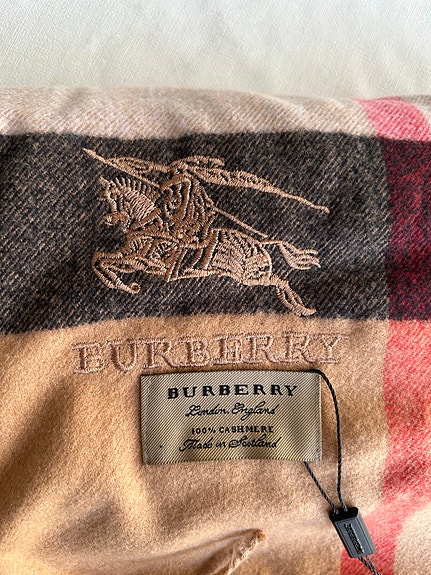 BURBERRY
BURBERRY
London, England
100% CASHMERE
Made in Scotland